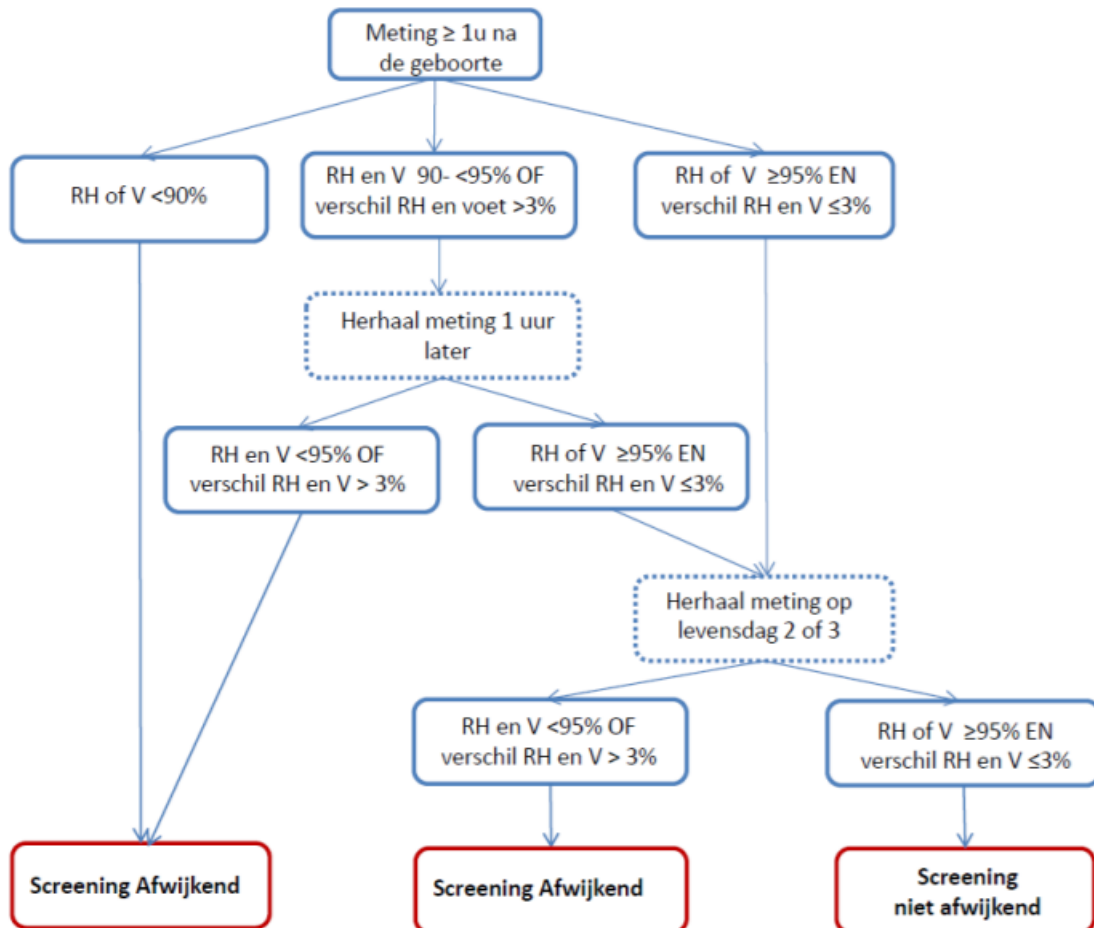 Meting ≥ 1u na
de geboorte
RH of V <90%
RH en V 90- <95% OF
verschil RH en voet >3%
RH of V ≥95% EN
verschil RH en V ≤3%
Herhaal meting 1 uur
later
RH en V <95% OF
verschil RH en V > 3%
RH of V ≥95% EN
verschil RH en V ≤3%
Herhaal meting op
levensdag 2 of 3
RH en V <95% OF
verschil RH en V > 3%
RH of V ≥95% EN
verschil RH en V ≤3%
Screening Afwijkend
Screening Afwijkend
Screening
niet afwijkend